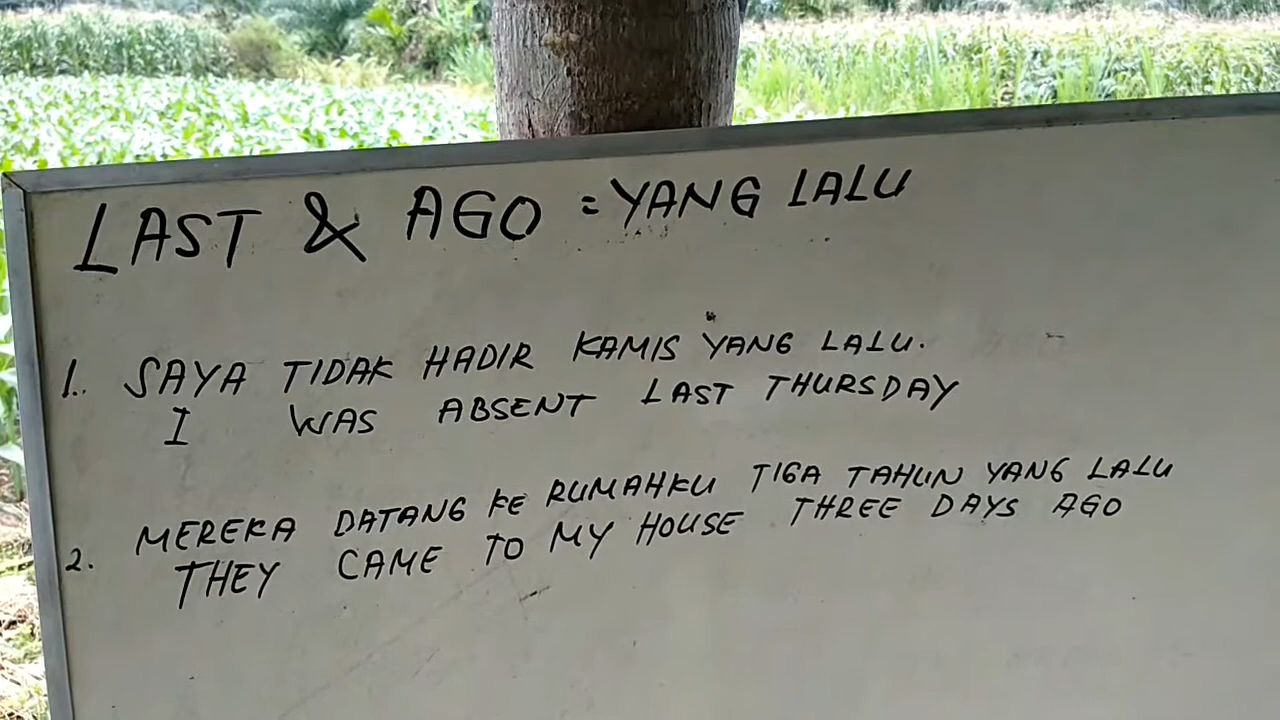 LAST & AGO = YANG LALU
1. SAYA TIDAK HADIR KAMIS YANG LALU.
I WAS ABSENT LAST THURSDAY
2. MEREKA DATANG KE RUMAHKU TIGA TAHUN YANG LALU
THEY CAME TO MY HOUSE THREE DAYS AGO